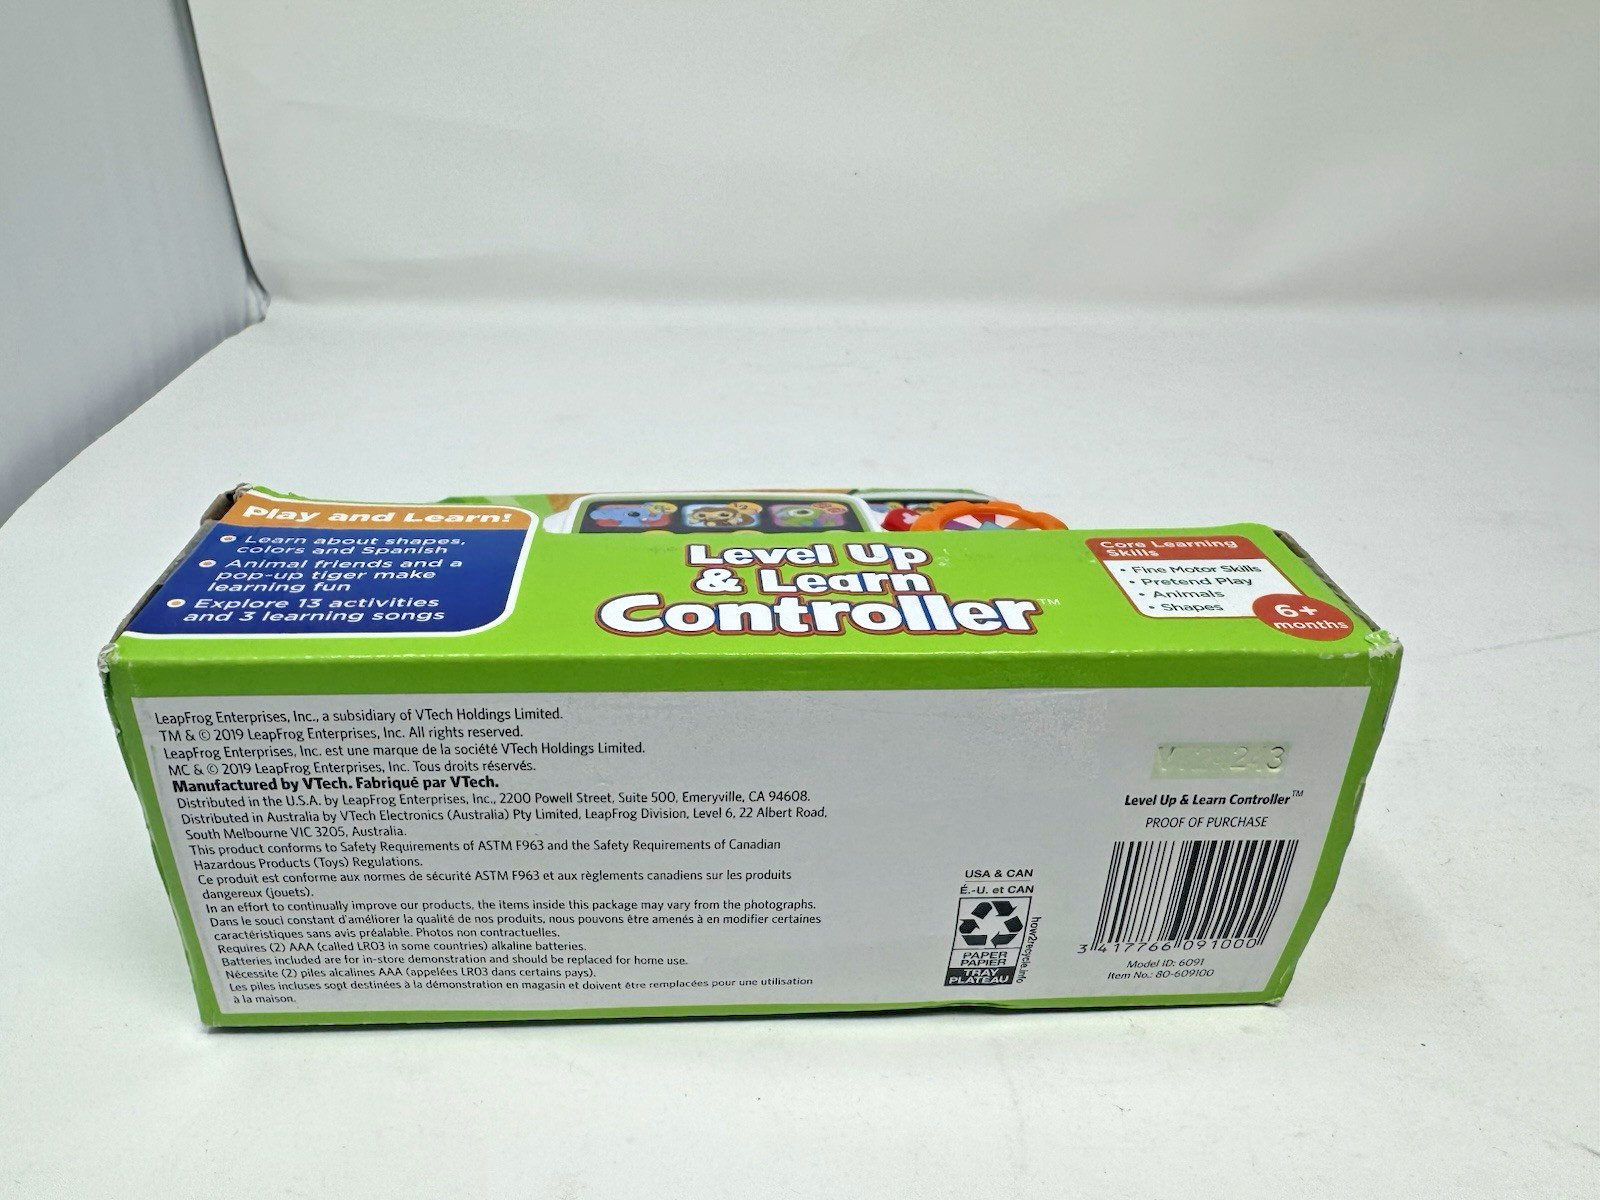 Play and Learn!
Learn about shapes,
colors and Spanish
Animal friends and a
pop-up tiger make
learning fun
Explore 13 activities
and 3 learning songs
Level Up
& Learn
Controller™
Core Learning
Skills
• Fine Motor Skills
• Pretend Play
• Animals
• Shapes
6+
months
LeapFrog Enterprises, Inc., a subsidiary of VTech Holdings Limited.
TM & © 2019 LeapFrog Enterprises, Inc. All rights reserved.
LeapFrog Enterprises, Inc. est une marque de la société VTech Holdings Limited.
MC & © 2019 LeapFrog Enterprises, Inc. Tous droits réservés.
Manufactured by VTech. Fabriqué par VTech.
Distributed in the U.S.A. by LeapFrog Enterprises, Inc., 2200 Powell Street, Suite 500, Emeryville, CA 94608.
Distributed in Australia by VTech Electronics (Australia) Pty Limited, LeapFrog Division, Level 6, 22 Albert Road,
South Melbourne VIC 3205, Australia.
This product conforms to Safety Requirements of ASTM F963 and the Safety Requirements of Canadian
Hazardous Products (Toys) Regulations.
Ce produit est conforme aux normes de sécurité ASTM F963 et aux règlements canadiens sur les produits
dangereux (jouets).
In an effort to continually improve our products, the items inside this package may vary from the photographs.
Dans le souci constant d'améliorer la qualité de nos produits, nous pouvons être amenés à en modifier certaines
caractéristiques sans avis préalable. Photos non contractuelles.
Requires (2) AAA (called LR03 in some countries) alkaline batteries.
Batteries included are for in-store demonstration and should be replaced for home use.
Nécessite (2) piles alcalines AAA (appelées LR03 dans certains pays).
Les piles incluses sont destinées à la démonstration en magasin et doivent être remplacées pour une utilisation
à la maison.
USA & CAN
É.-U. et CAN
PAPER
PAPIER
TRAY
PLATEAU
how2recycle.info
Level Up & Learn Controller™
PROOF OF PURCHASE
3 417766 091000
Model ID: 6091
Item No.: 80-609100